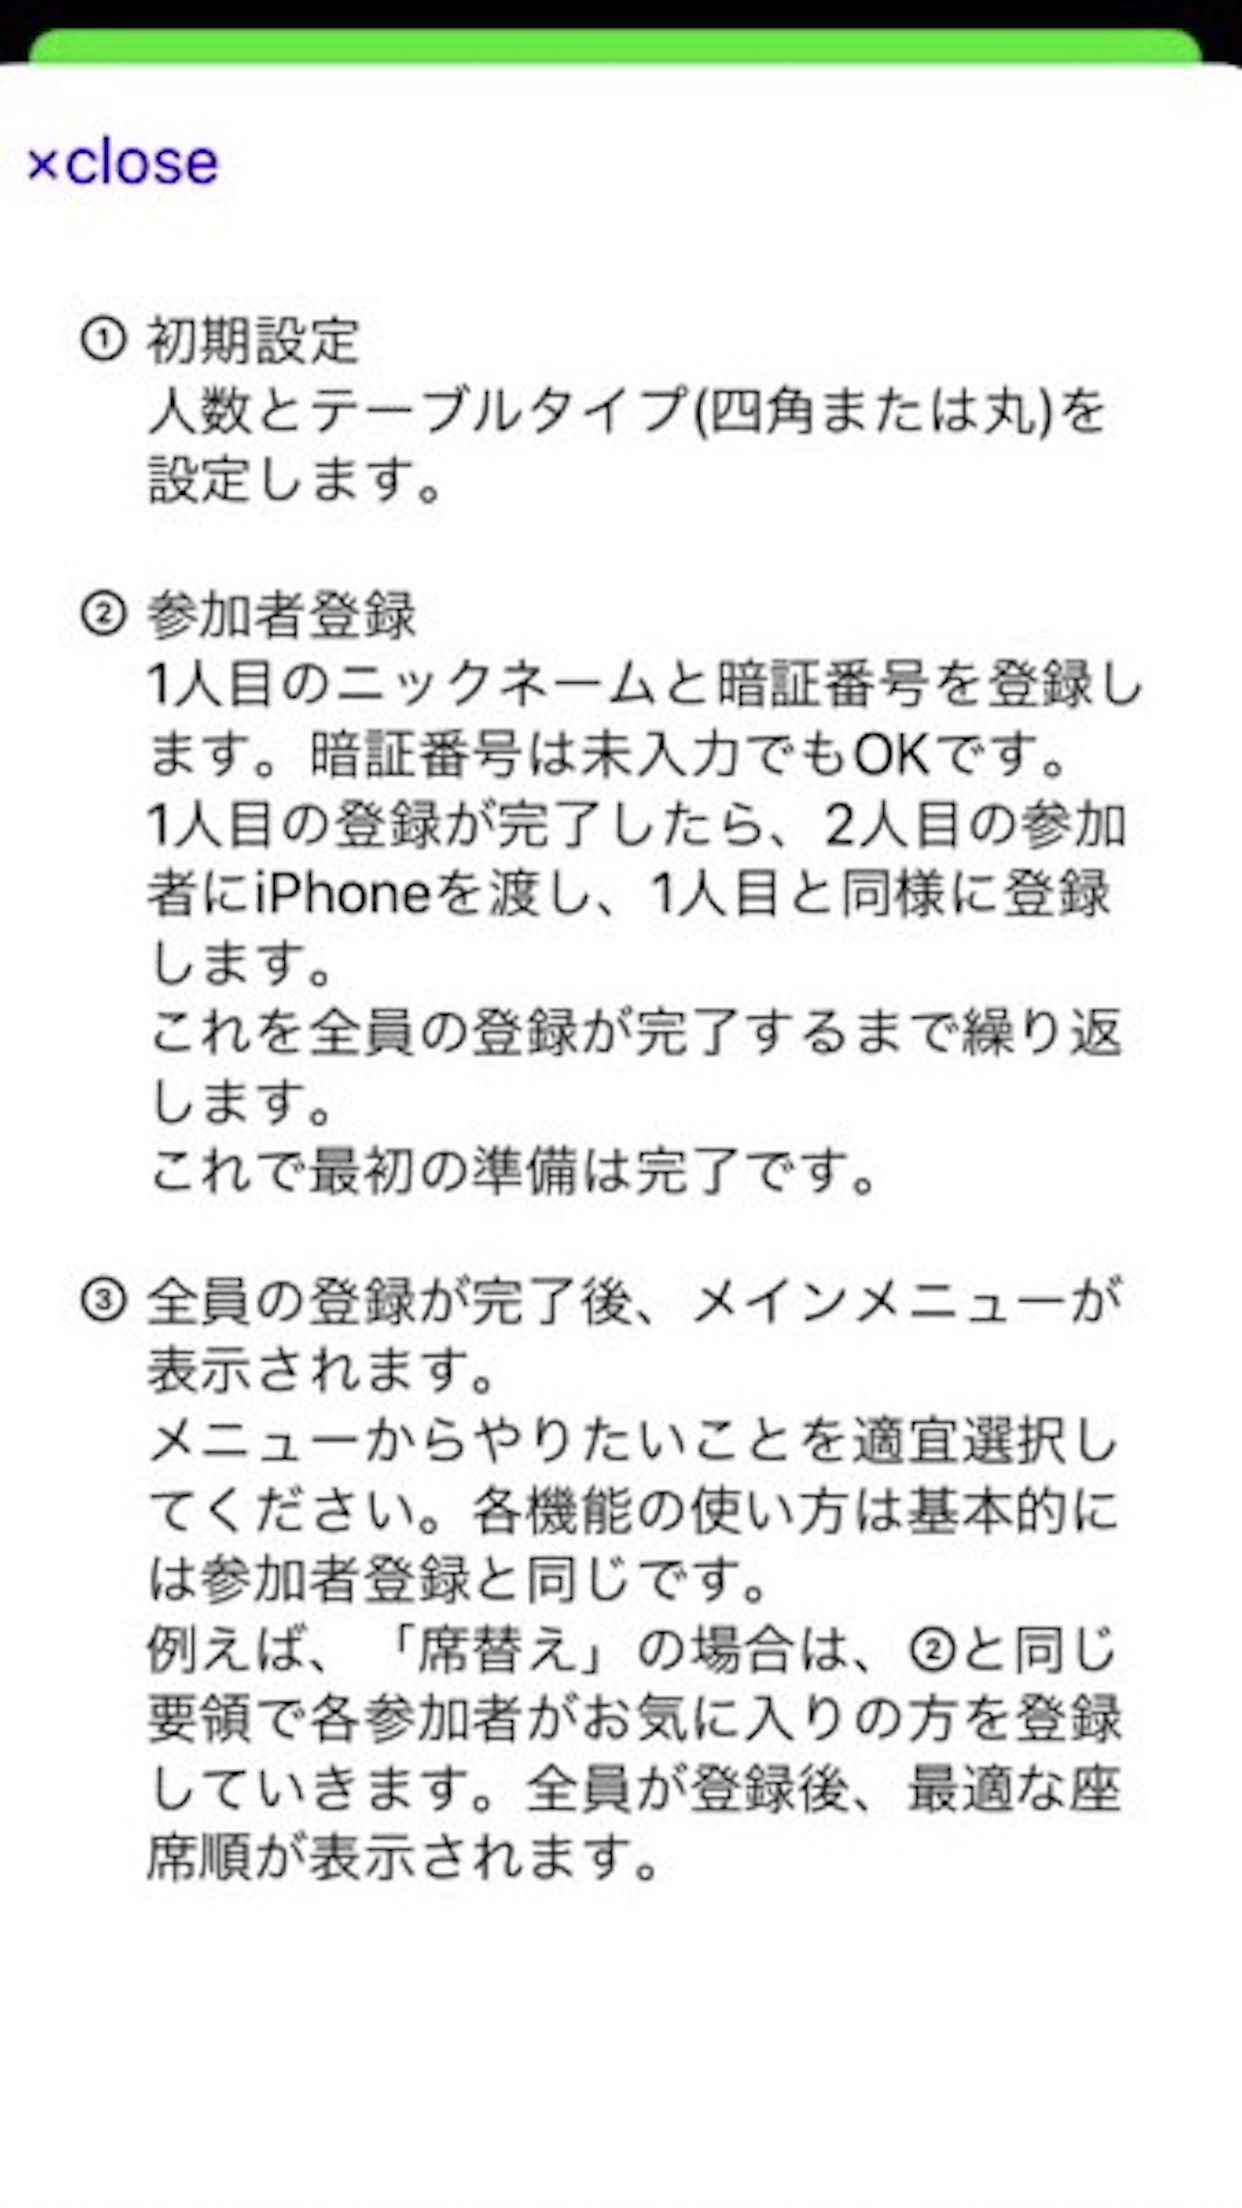 ×close
① 初期設定
人数とテーブルタイプ(四角または丸)を
設定します。
② 参加者登録
1人目のニックネームと暗証番号を登録し
ます。暗証番号は未入力でもOKです。
1人目の登録が完了したら、2人目の参加
者にiPhoneを渡し、1人目と同様に登録
します。
これを全員の登録が完了するまで繰り返
します。
これで最初の準備は完了です。
③ 全員の登録が完了後、メインメニューが
表示されます。
メニューからやりたいことを適宜選択し
てください。各機能の使い方は基本的に
は参加者登録と同じです。
例えば、「席替え」の場合は、②と同じ
要領で各参加者がお気に入りの方を登録
していきます。全員が登録後、最適な座
席順が表示されます。